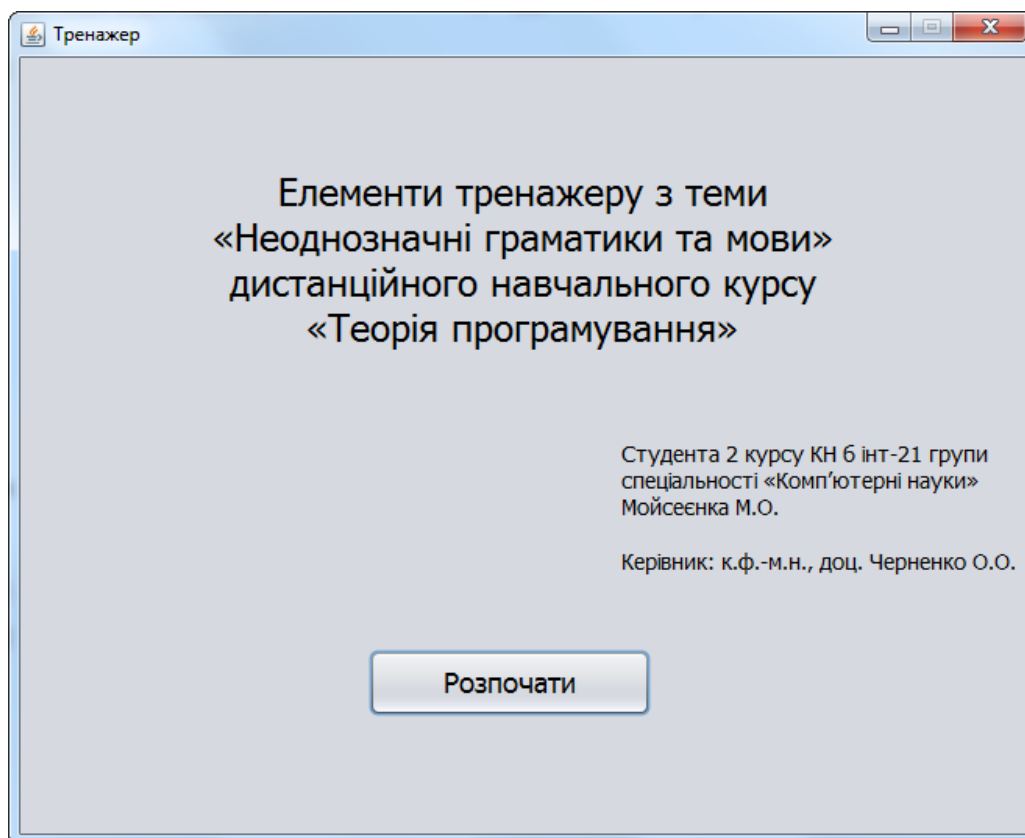 Тренажер
Елементи тренажеру з теми
«Неоднозначні граматики та мови»
дистанційного навчального курсу
«Теорія програмування»
Студента 2 курсу КН б інт-21 групи
спеціальності «Комп'ютерні науки»
Мойсеєнка М.О.
Керівник: к.ф.-м.н., доц. Черненко О.О.
Розпочати